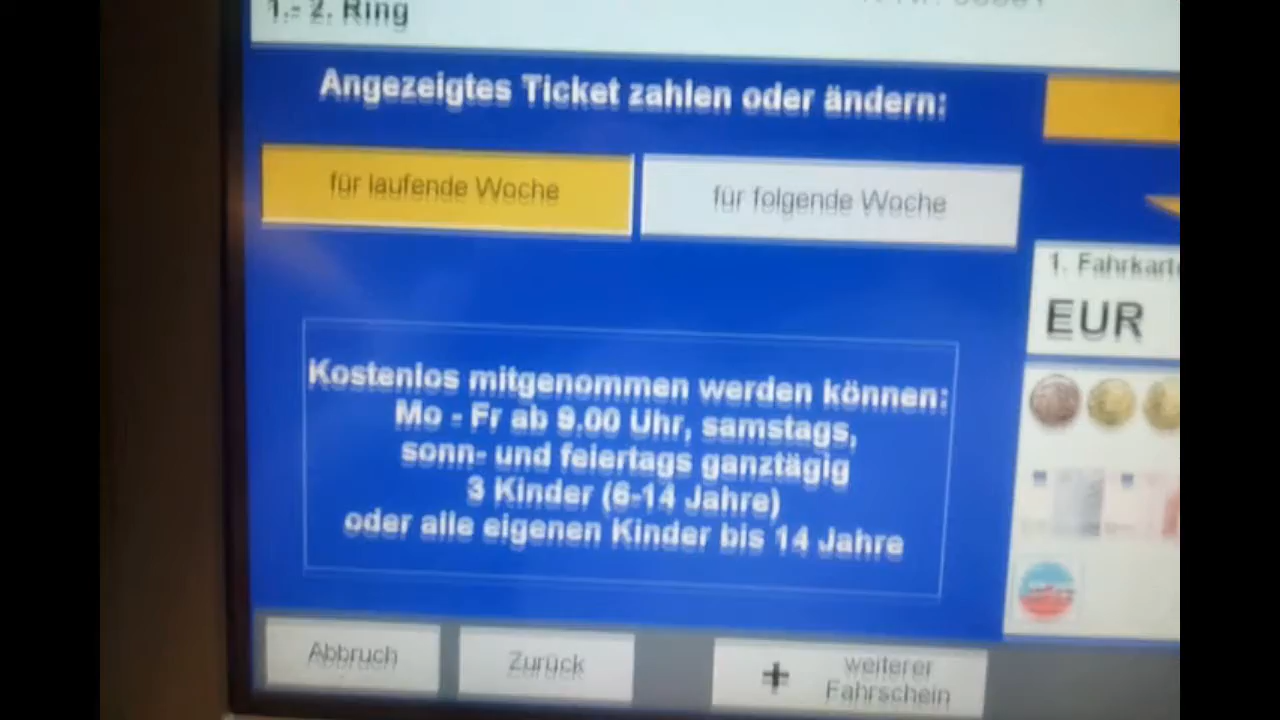 1.- 2. Ring
Angezeigtes Ticket zahlen oder ändern:
für laufende Woche
für folgende Woche
1. Fahrkart
EUR
Kostenlos mitgenommen werden können:
Mo - Fr ab 9.00 Uhr, samstags,
sonn- und feiertags ganztägig
3 Kinder (6-14 Jahre)
oder alle eigenen Kinder bis 14 Jahre
Abbruch
Zurück
+ weiterer
Fahrschein